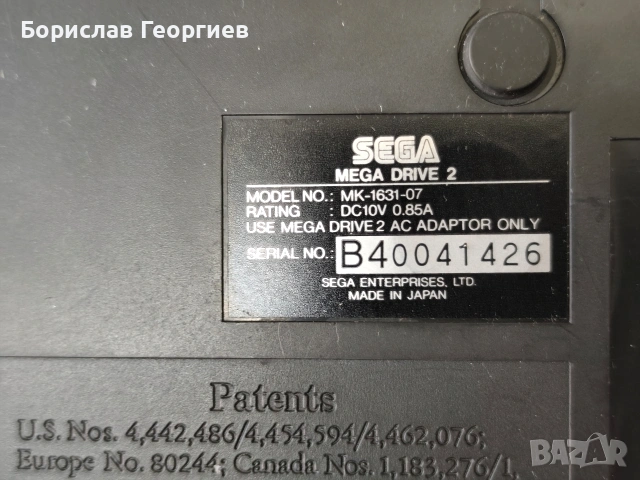 Борислав Георгиев
SEGA
MEGA DRIVE 2
MODEL NO.: MK-1631-07
RATING : DC10V 0.85A
USE MEGA DRIVE 2 AC ADAPTOR ONLY
SERIAL NO.: B40041426
SEGA ENTERPRISES, LTD.
MADE IN JAPAN
Patents
U.S. Nos. 4,442,486/4,454,594/4,462,076;
Europe No. 80244; Canada Nos. 1,183,276/1,
BAZAR